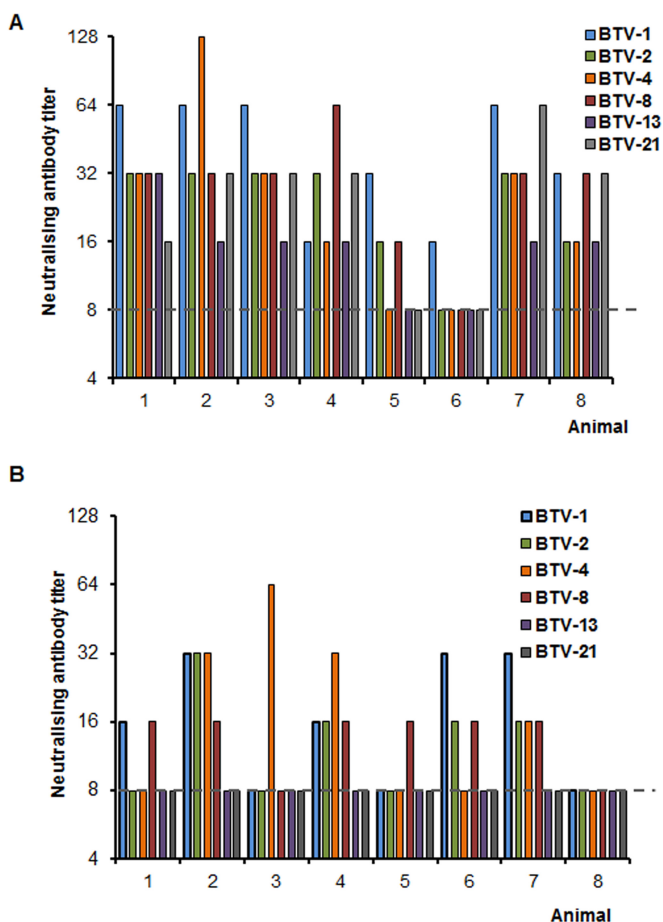 A
Neutralising antibody titer
128
64
32
16
8
4
1 2 3 4 5 6 7 8
Animal
BTV-1
BTV-2
BTV-4
BTV-8
BTV-13
BTV-21
B
Neutralising antibody titer
128
64
32
16
8
4
1 2 3 4 5 6 7 8
Animal
BTV-1
BTV-2
BTV-4
BTV-8
BTV-13
BTV-21